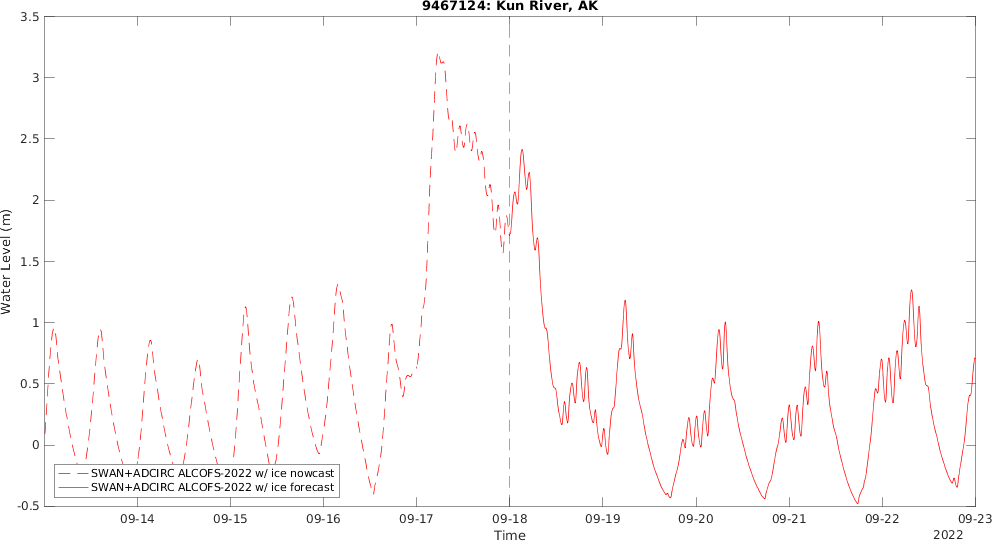 9467124: Kun River, AK
3.5
3
2.5
2
1.5
1
0.5
0
-0.5
Water Level (m)
SWAN+ADCIRC ALCOFS-2022 w/ ice nowcast
SWAN+ADCIRC ALCOFS-2022 w/ ice forecast
09-14 09-15 09-16 09-17 09-18 09-19 09-20 09-21 09-22 09-23
Time
2022